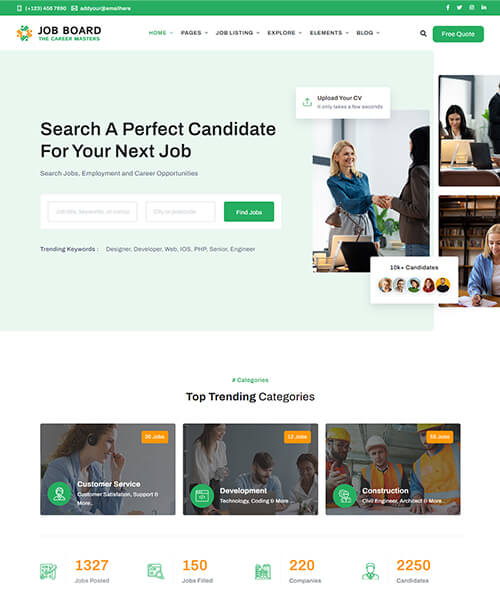 (+123) 456 7890 addyour@emailhere
JOB BOARD
THE CAREER MASTERS
HOME PAGES JOB LISTING EXPLORE ELEMENTS BLOG
Free Quote
Upload Your CV
It only takes a few seconds
Search A Perfect Candidate
For Your Next Job
Search Jobs, Employment and Career Opportunities
Job title, keywords, or compa
City or postcode
Find Jobs
Trending Keywords : Designer, Developer, Web, IOS, PHP, Senior, Engineer
10k+ Candidates
# Categories
Top Trending Categories
20 Jobs
Customer Service
Customer Satisfation, Support &
More..
12 Jobs
Development
Technology, Coding & More ..
55 Jobs
Construction
Civil Engineer, Architect & More..
1327
Jobs Posted
150
Jobs Filled
220
Companies
2250
Candidates